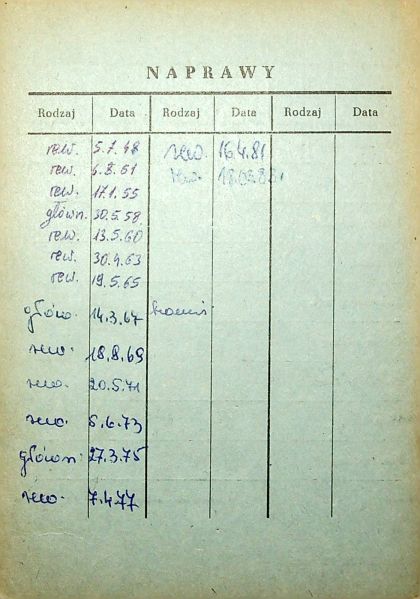 NAPRAWY
Rodzaj Data Rodzaj Data Rodzaj Data
rew. 5.7.48 rew. 16.4.81
rew. 6.8.51 rew.
rew. 17.1.55
główn. 30.5.58
rew. 13.5.60
rew. 30.4.63
rew. 19.5.65
główn. 14.3.67
rew. 18.8.69
rew. 20.5.71
rew. 5.6.73
główn. 27.3.75
rew. 7.4.77